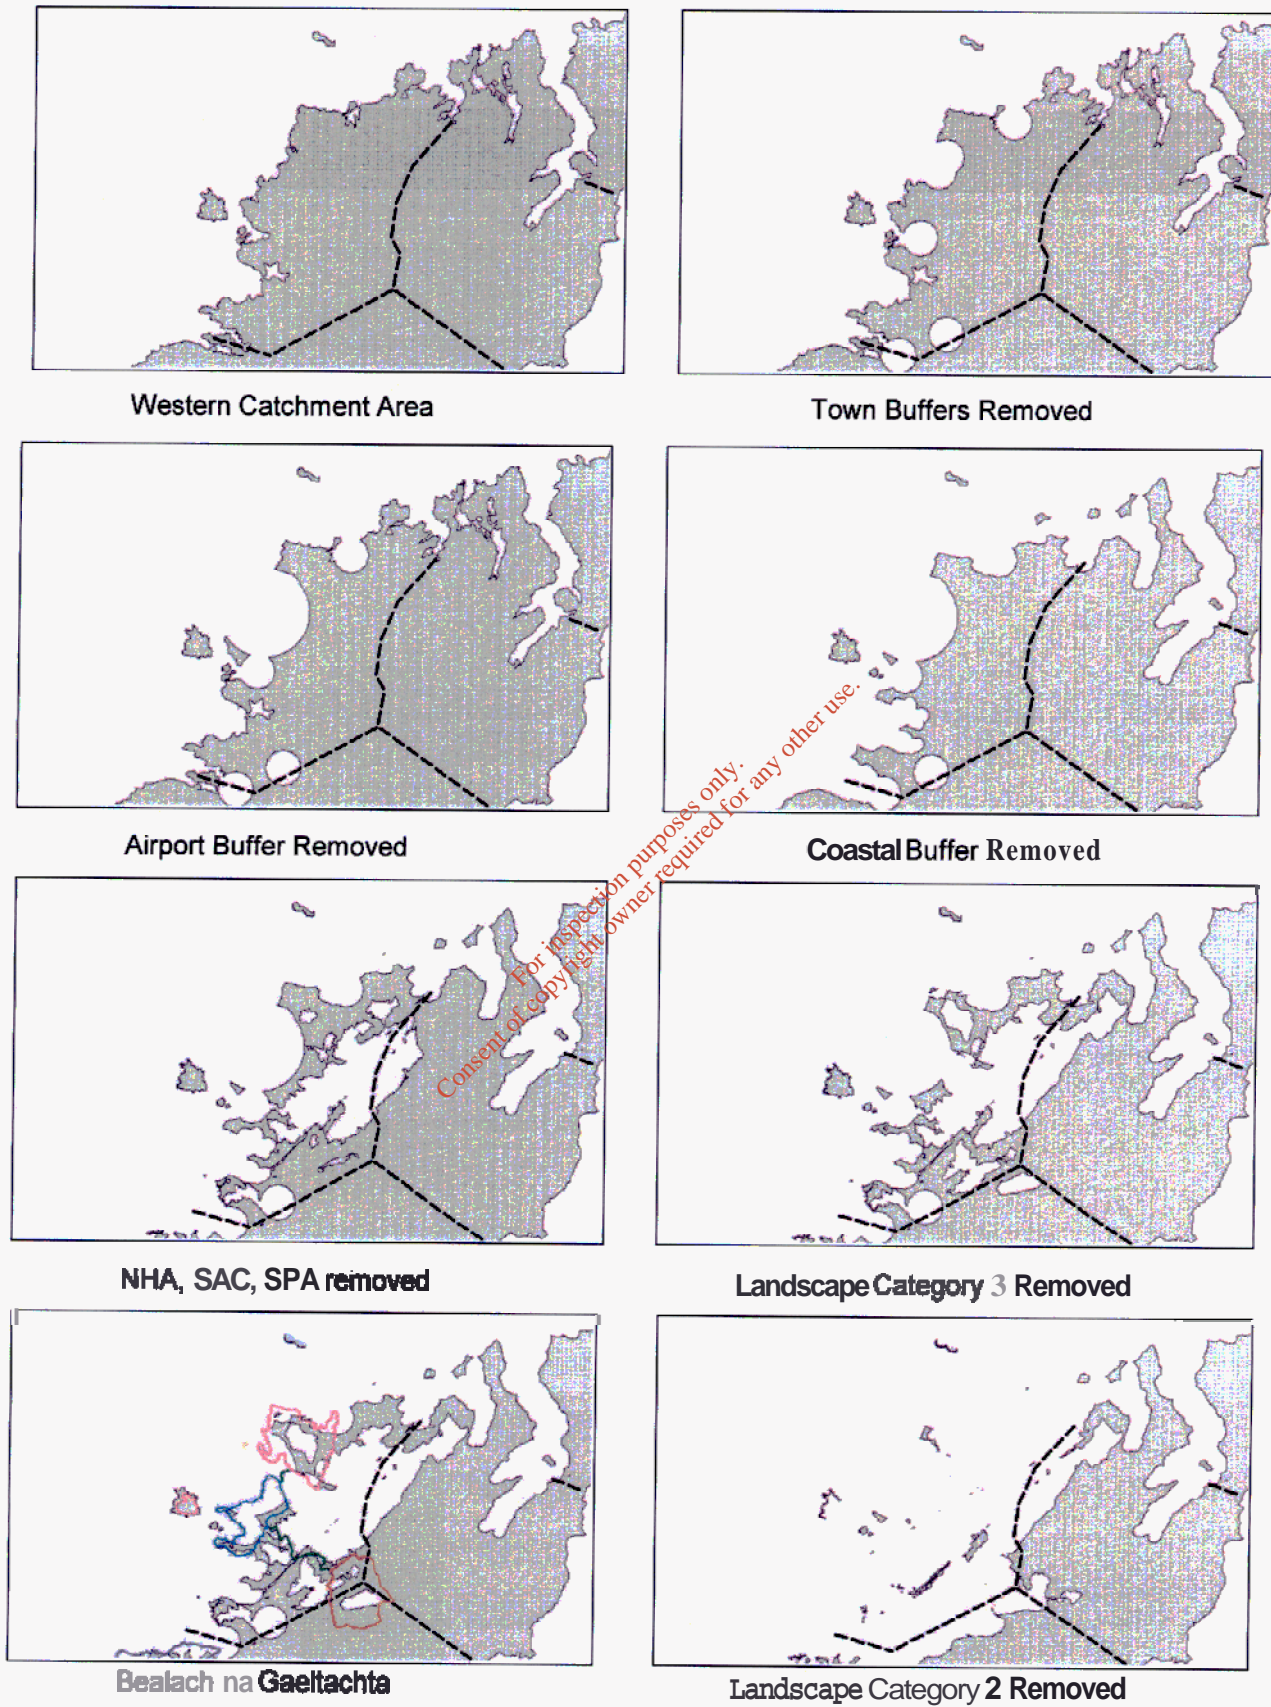 Western Catchment Area
Town Buffers Removed
Airport Buffer Removed
Coastal Buffer Removed
For inspection purposes only.
Consent of copyright owner required for any other use.
NHA, SAC, SPA removed
Landscape Category 3 Removed
Bealach na Gaeltachta
Landscape Category 2 Removed